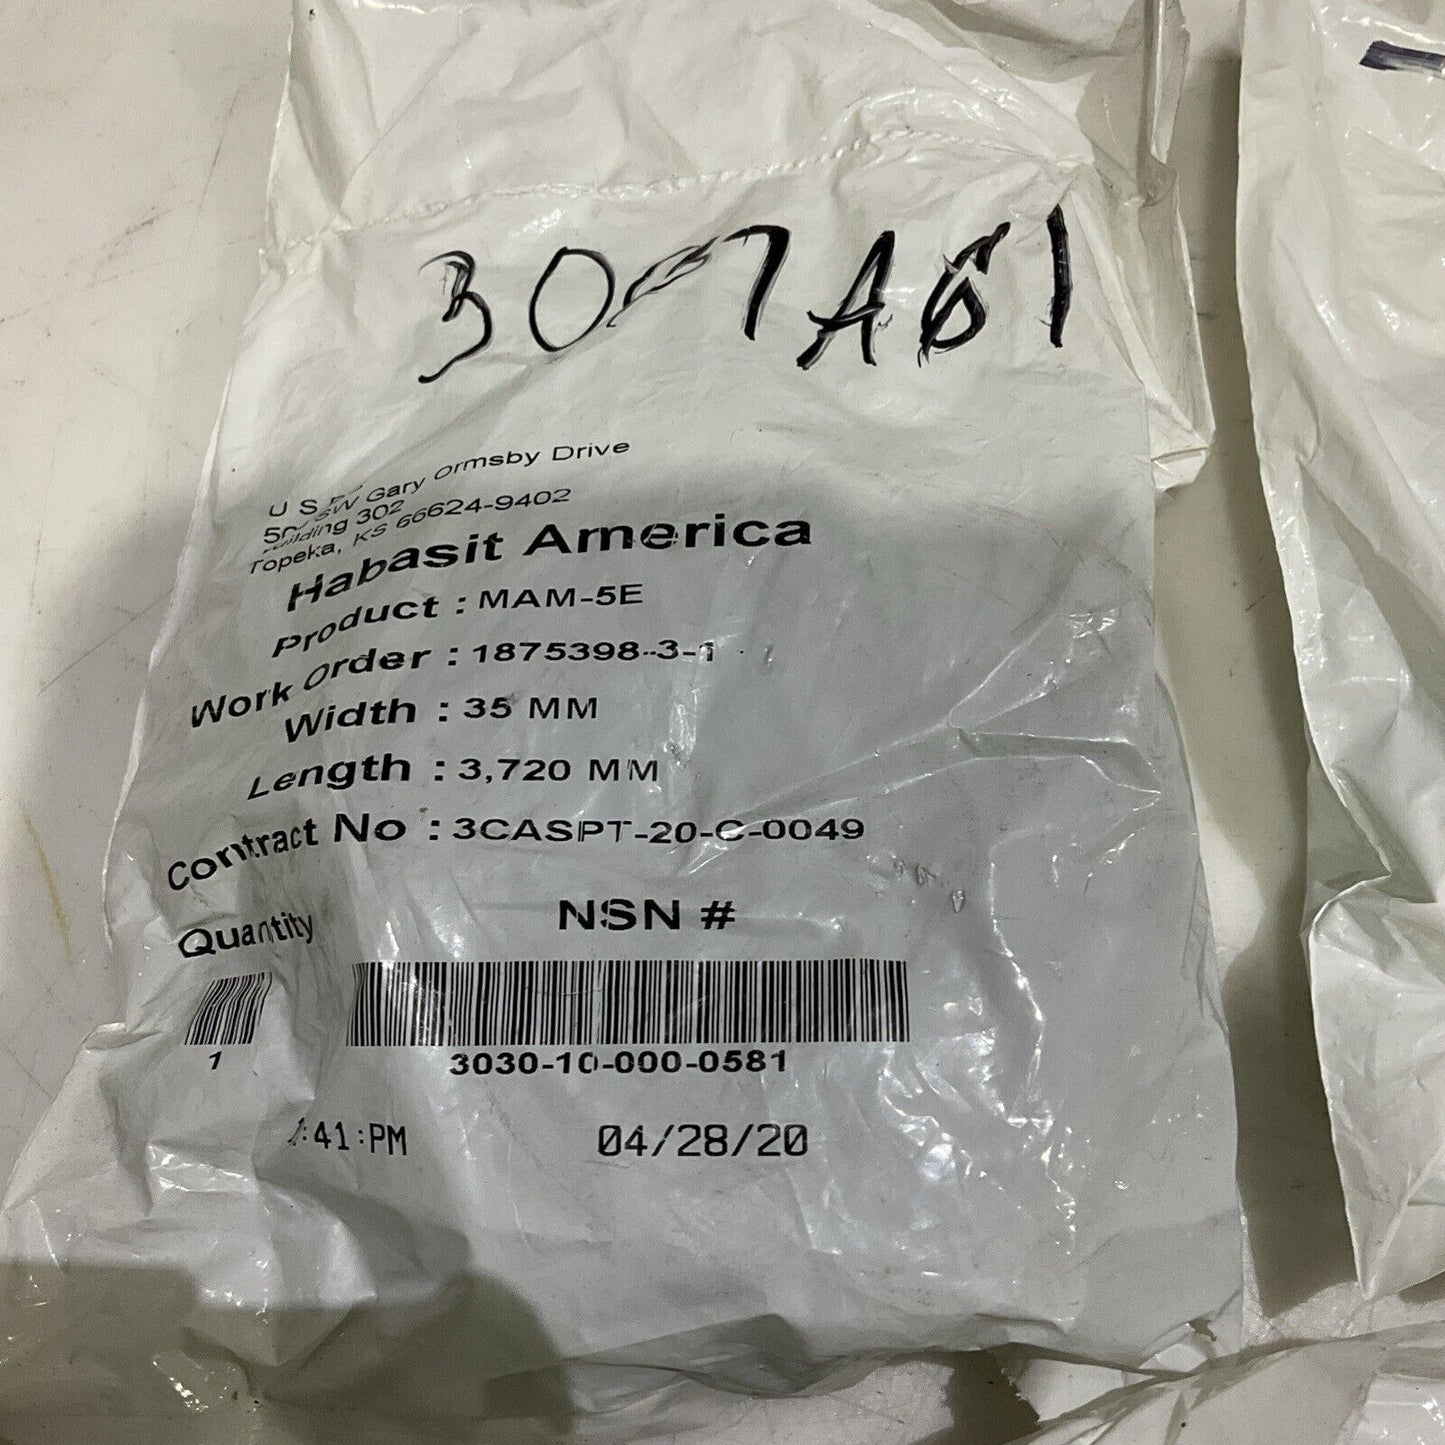 307A61
U S
SW Gary Ormsby Drive
Building 302
Topeka, KS 66624-9402
Habasit America
Product : MAM-5E
Work Order : 1875398-3-1
Width : 35 MM
Length : 3,720 MM
Contract No : 3CASPT-20-C-0049
Quantity NSN #
1 3030-10-000-0581
:41:PM 04/28/20